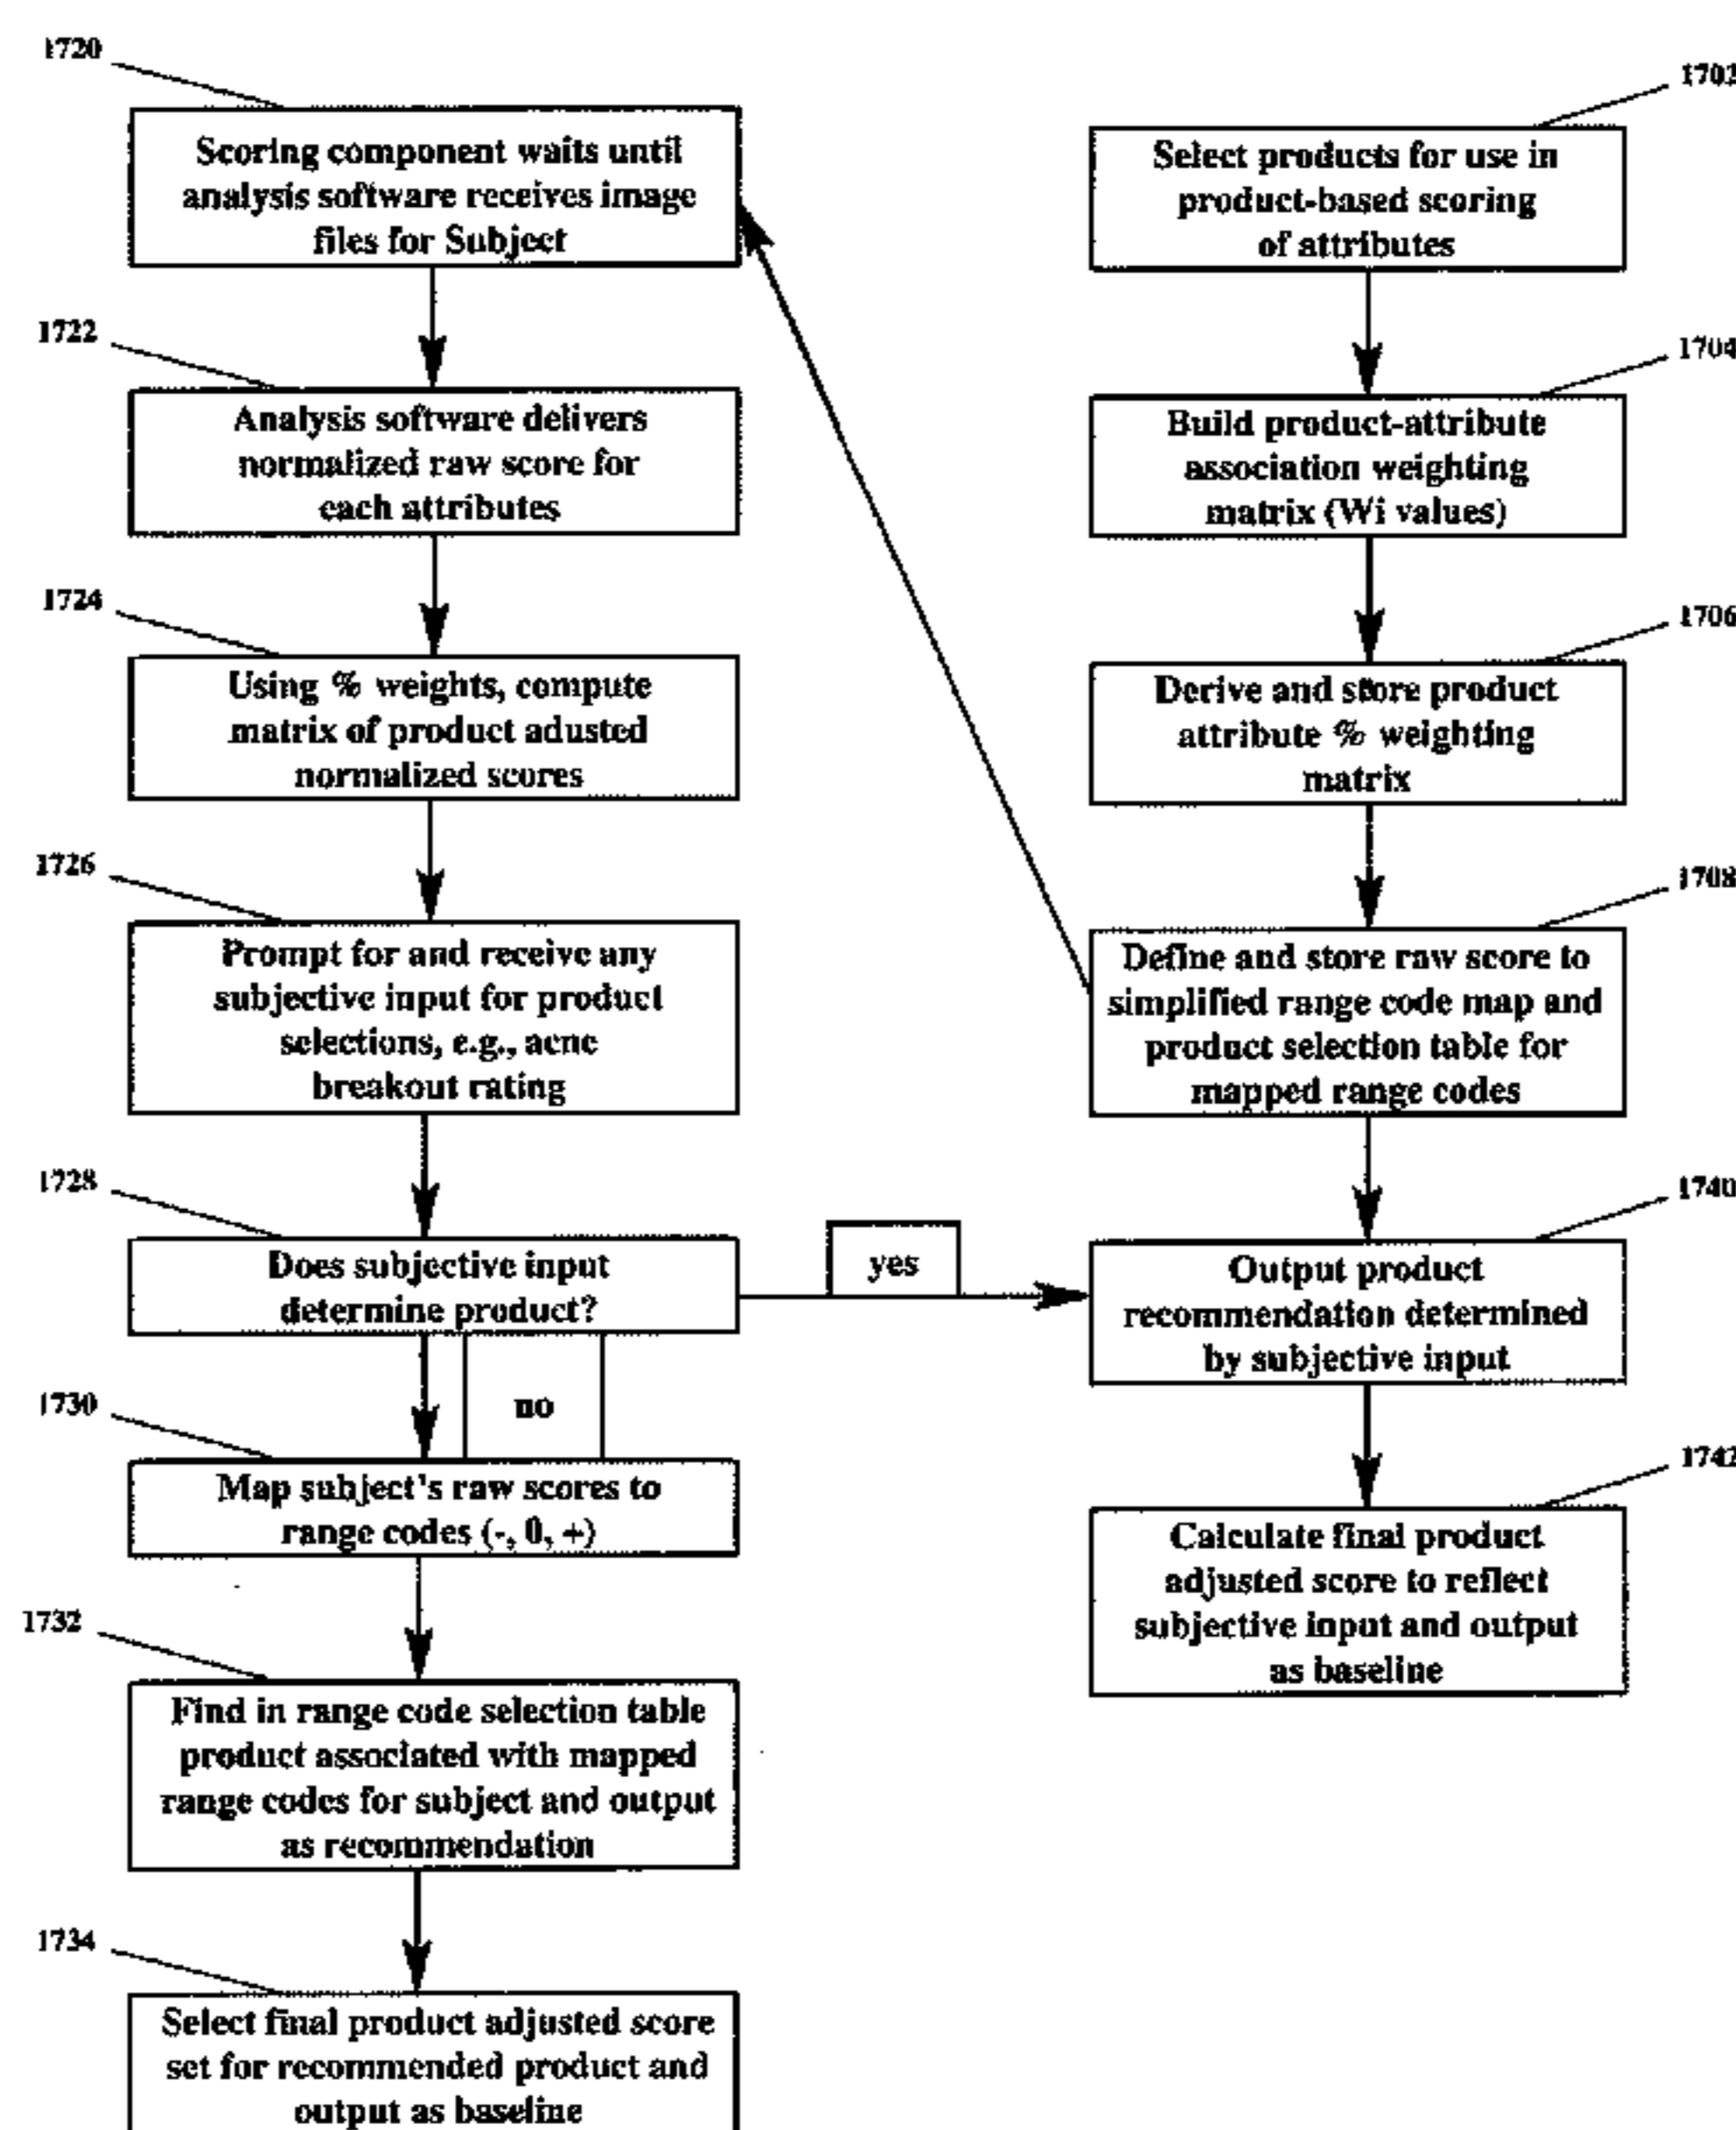 1720
Scoring component waits until
analysis software receives image
files for Subject
1722
Analysis software delivers
normalized raw score for
each attributes
1724
Using % weights, compute
matrix of product adusted
normalized scores
1726
Prompt for and receive any
subjective input for product
selections, e.g., acne
breakout rating
1728
Does subjective input
determine product?
yes
no
1730
Map subject's raw scores to
range codes (-, 0, +)
1732
Find in range code selection table
product associated with mapped
range codes for subject and output
as recommendation
1734
Select final product adjusted score
set for recommended product and
output as baseline
1702
Select products for use in
product-based scoring
of attributes
1704
Build product-attribute
association weighting
matrix (Wi values)
1706
Derive and store product
attribute % weighting
matrix
1708
Define and store raw score to
simplified range code map and
product selection table for
mapped range codes
1740
Output product
recommendation determined
by subjective input
1742
Calculate final product
adjusted score to reflect
subjective input and output
as baseline